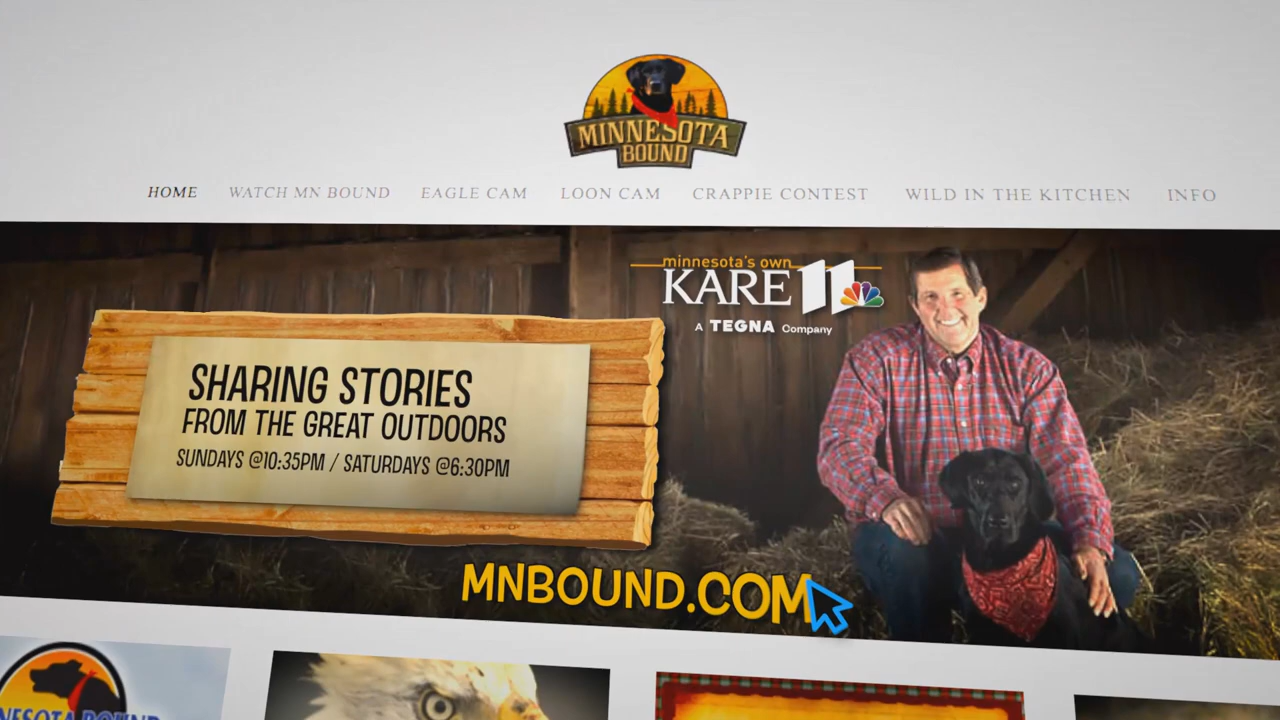 MINNESOTA
BOUND
HOME WATCH MN BOUND EAGLE CAM LOON CAM CRAPPIE CONTEST WILD IN THE KITCHEN INFO
minnesota's own
KARE 11
A TEGNA Company
SHARING STORIES
FROM THE GREAT OUTDOORS
SUNDAYS @10:35PM / SATURDAYS @6:30PM
MNBOUND.COM